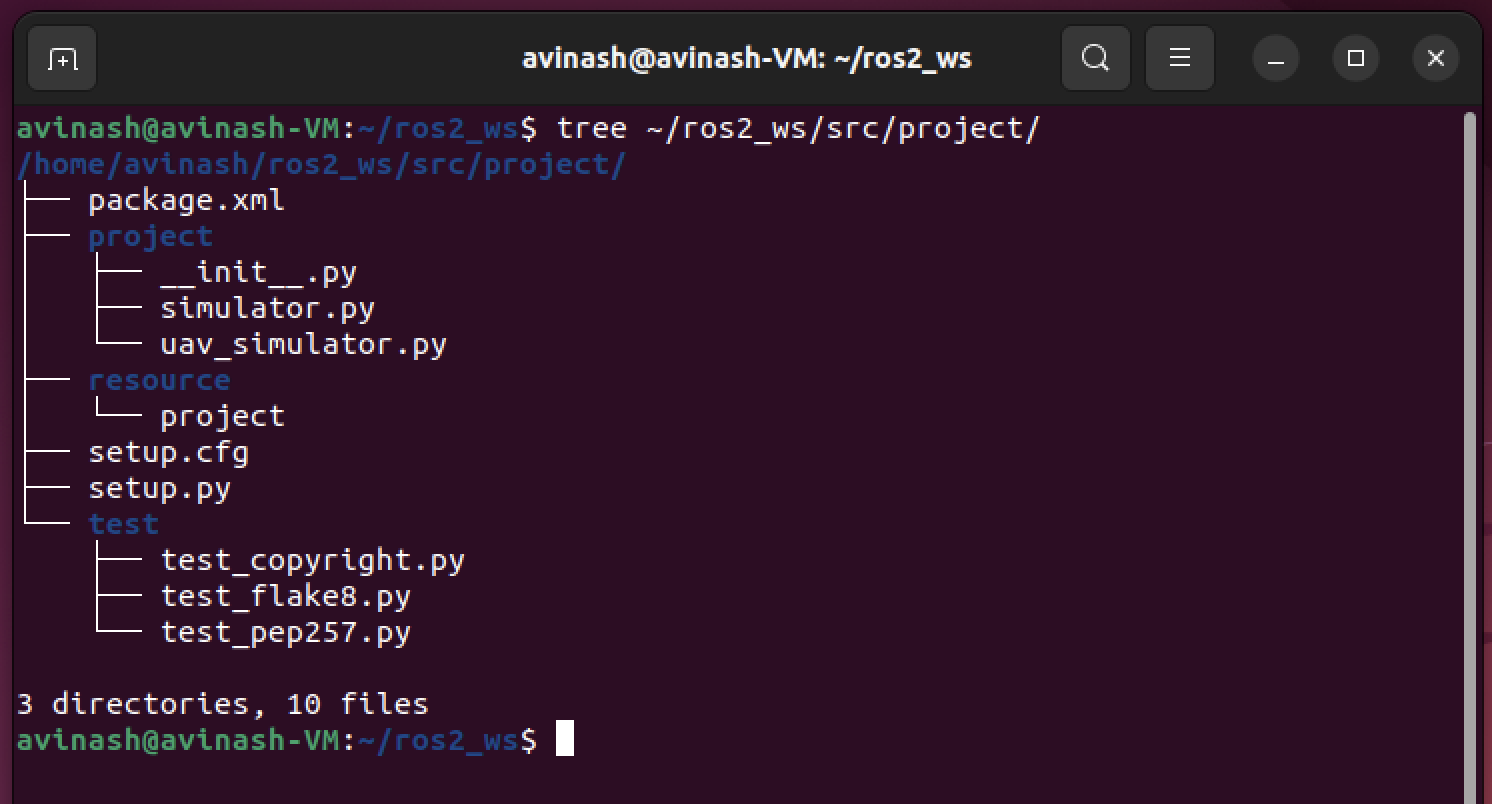 avinash@avinash-VM: ~/ros2_ws
avinash@avinash-VM:~/ros2_ws$ tree ~/ros2_ws/src/project/
/home/avinash/ros2_ws/src/project/
├── package.xml
├── project
│   ├── __init__.py
│   ├── simulator.py
│   └── uav_simulator.py
├── resource
│   └── project
├── setup.cfg
├── setup.py
└── test
    ├── test_copyright.py
    ├── test_flake8.py
    └── test_pep257.py
3 directories, 10 files
avinash@avinash-VM:~/ros2_ws$